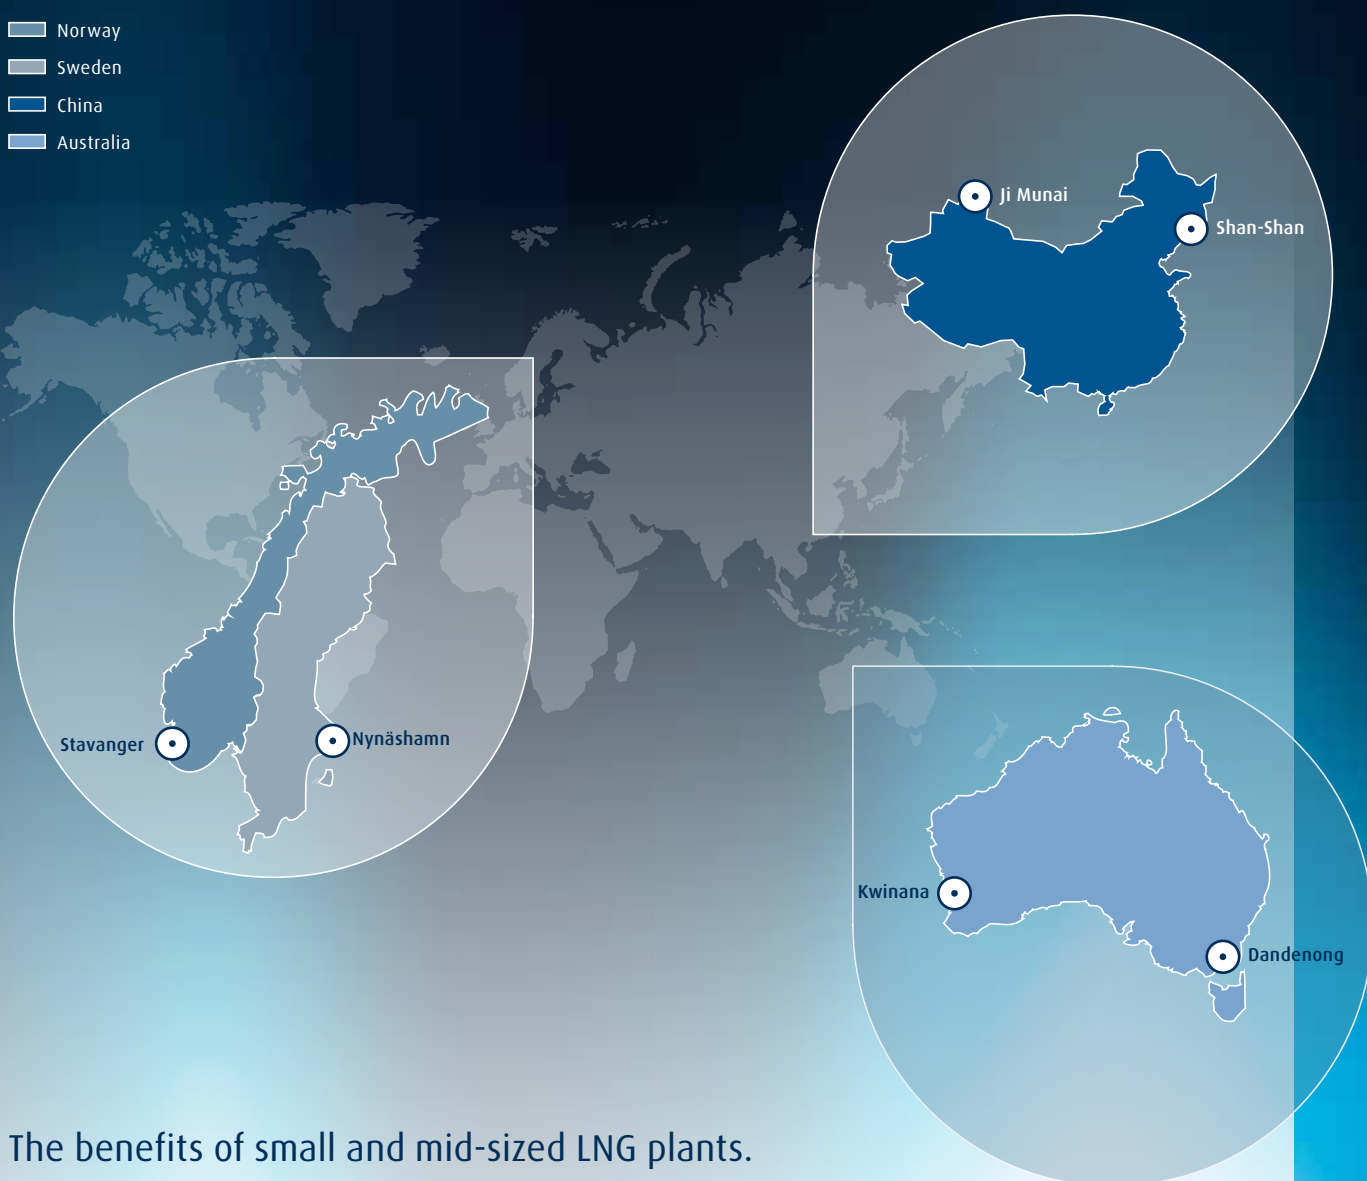 Norway
Sweden
China
Australia
Ji Munai
Shan-Shan
Stavanger
Nynäshamn
Kwinana
Dandenong
The benefits of small and mid-sized LNG plants.